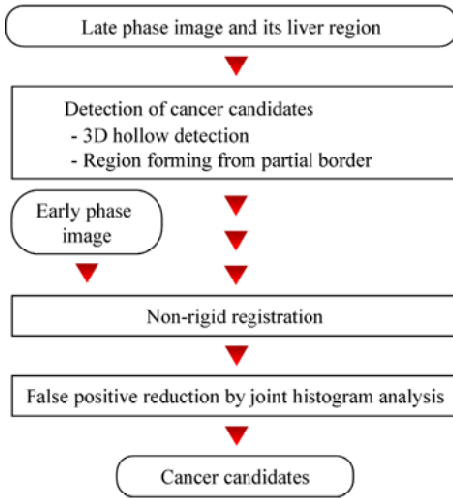 Late phase image and its liver region
Detection of cancer candidates
- 3D hollow detection
- Region forming from partial border
Early phase
image
Non-rigid registration
False positive reduction by joint histogram analysis
Cancer candidates